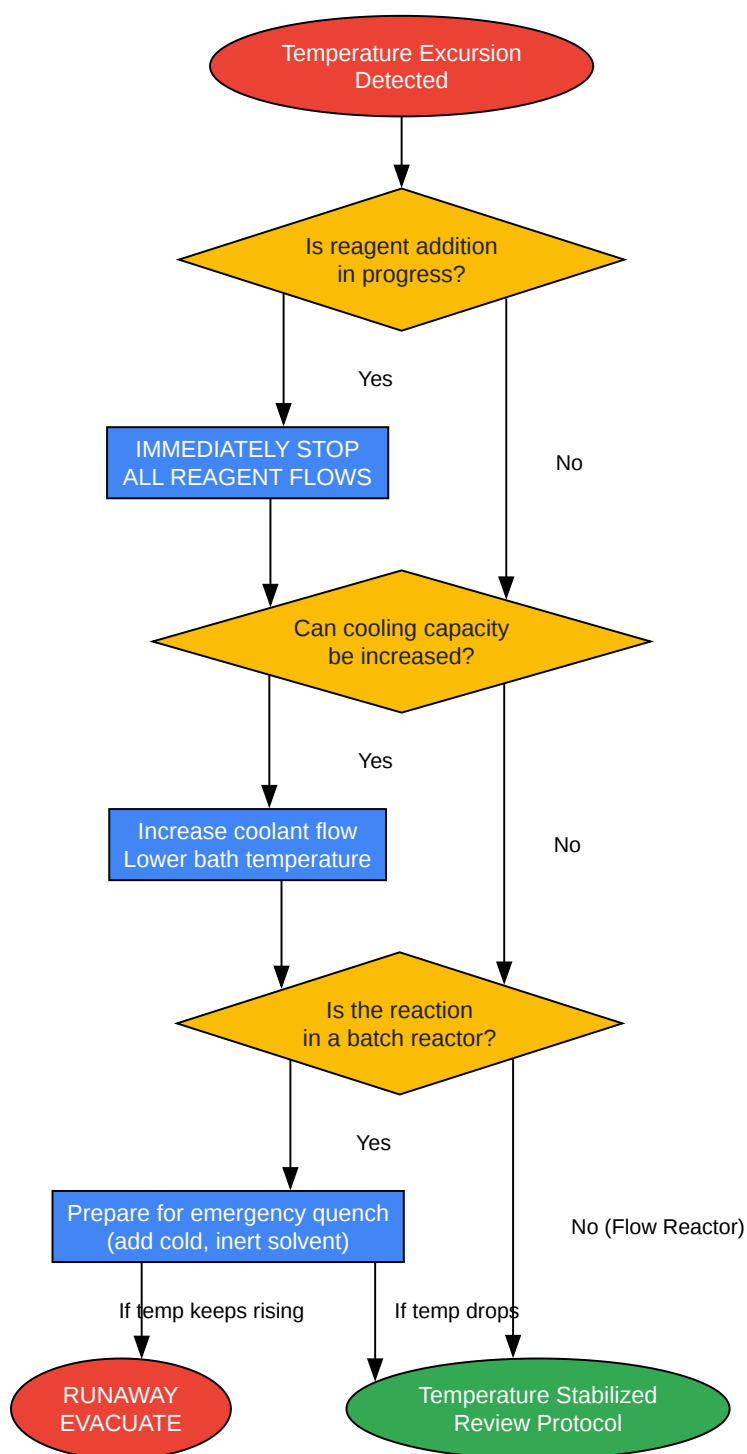 Temperature Excursion
Detected
Is reagent addition
in progress?
Yes
IMMEDIATELY STOP
ALL REAGENT FLOWS
No
Can cooling capacity
be increased?
Yes
Increase coolant flow
Lower bath temperature
No
Is the reaction
in a batch reactor?
Yes
Prepare for emergency quench
(add cold, inert solvent)
No (Flow Reactor)
If temp keeps rising
If temp drops
RUNAWAY
EVACUATE
Temperature Stabilized
Review Protocol